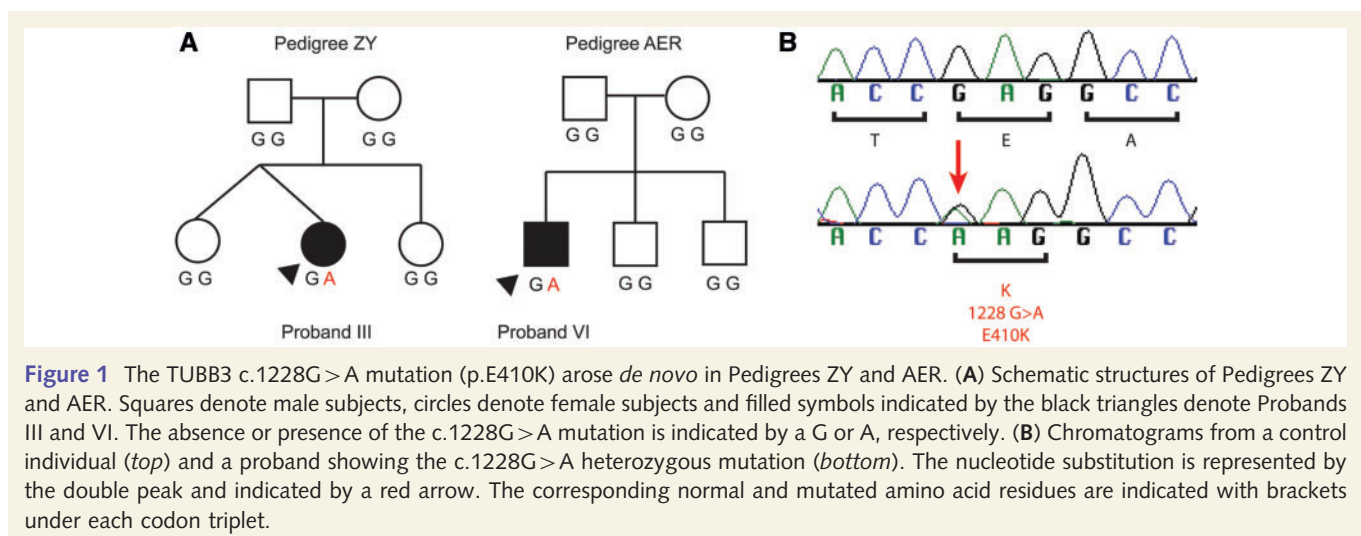 A
Pedigree ZY
Pedigree AER
B
G G
G G
G G
G G
G G
G A
G G
G A
G G
G G
Proband III
Proband VI
A C C G A G G C C
T E A
A C C A A G G C C
K
1228 G>A
E410K
Figure 1 The TUBB3 c.1228G>A mutation (p.E410K) arose de novo in Pedigrees ZY and AER. (A) Schematic structures of Pedigrees ZY
and AER. Squares denote male subjects, circles denote female subjects and filled symbols indicated by the black triangles denote Probands
III and VI. The absence or presence of the c.1228G>A mutation is indicated by a G or A, respectively. (B) Chromatograms from a control
individual (top) and a proband showing the c.1228G>A heterozygous mutation (bottom). The nucleotide substitution is represented by
the double peak and indicated by a red arrow. The corresponding normal and mutated amino acid residues are indicated with brackets
under each codon triplet.